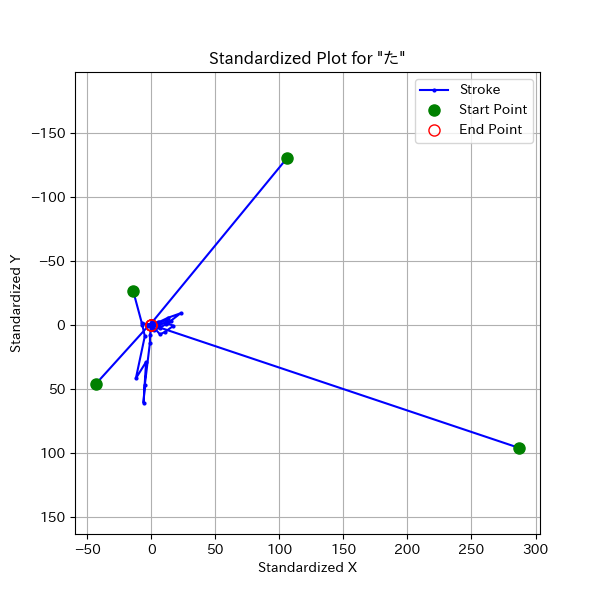 Standardized Plot for "た"
Stroke
Start Point
End Point
Standardized Y
−150
−100
−50
0
50
100
150
−50 0 50 100 150 200 250 300
Standardized X